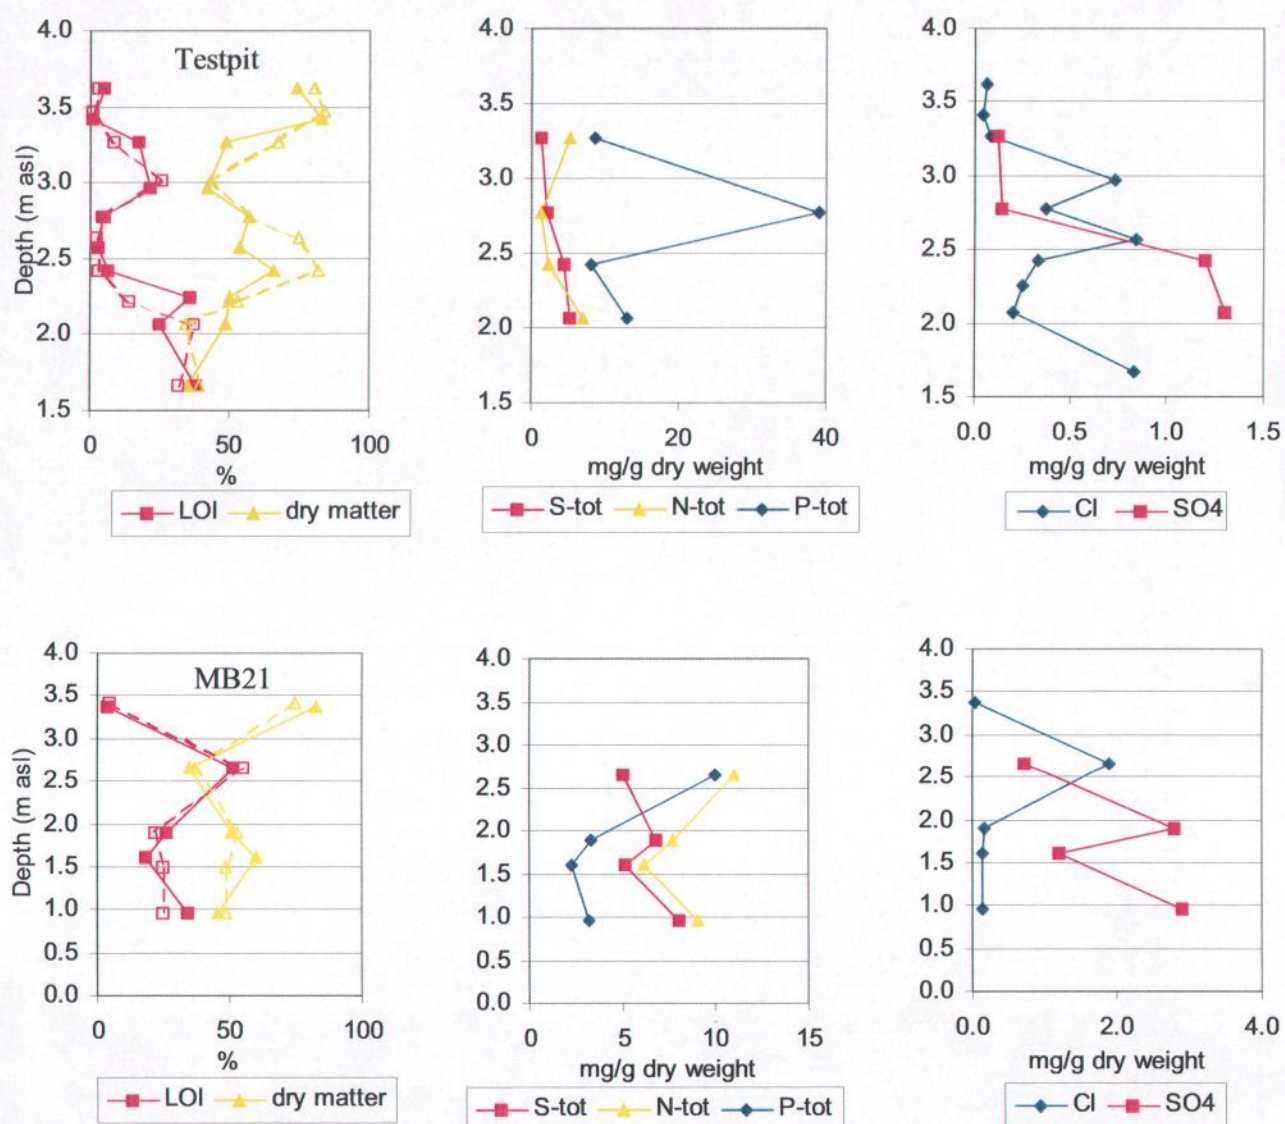 Testpit
Depth (m asl)
4.0
3.5
3.0
2.5
2.0
1.5
0 50 100
%
LOI dry matter
4.0
3.5
3.0
2.5
2.0
1.5
0 20 40
mg/g dry weight
S-tot N-tot P-tot
4.0
3.5
3.0
2.5
2.0
1.5
0.0 0.5 1.0 1.5
mg/g dry weight
Cl SO4
MB21
Depth (m asl)
4.0
3.5
3.0
2.5
2.0
1.5
1.0
0.5
0.0
0 50 100
%
LOI dry matter
4.0
3.5
3.0
2.5
2.0
1.5
1.0
0.5
0.0
0 5 10 15
mg/g dry weight
S-tot N-tot P-tot
4.0
3.5
3.0
2.5
2.0
1.5
1.0
0.5
0.0
0.0 2.0 4.0
mg/g dry weight
Cl SO4